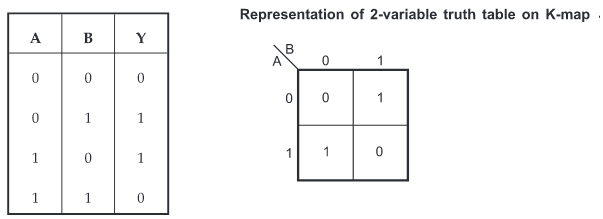 Representation of 2-variable truth table on K-map
A B Y
0 0 0
0 1 1
1 0 1
1 1 0
B
A 0 1
0 0 1
1 1 0